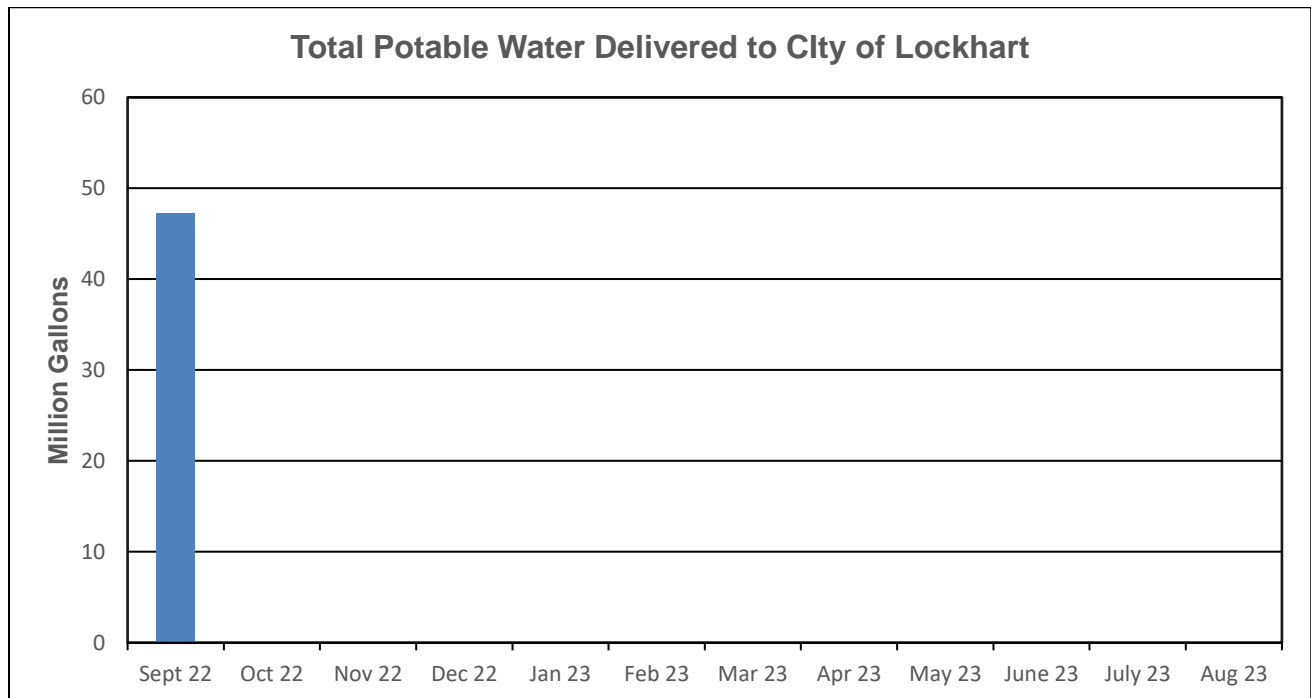 Total Potable Water Delivered to CIty of Lockhart
60
50
40
30
20
10
0
Million Gallons
Sept 22 Oct 22 Nov 22 Dec 22 Jan 23 Feb 23 Mar 23 Apr 23 May 23 June 23 July 23 Aug 23